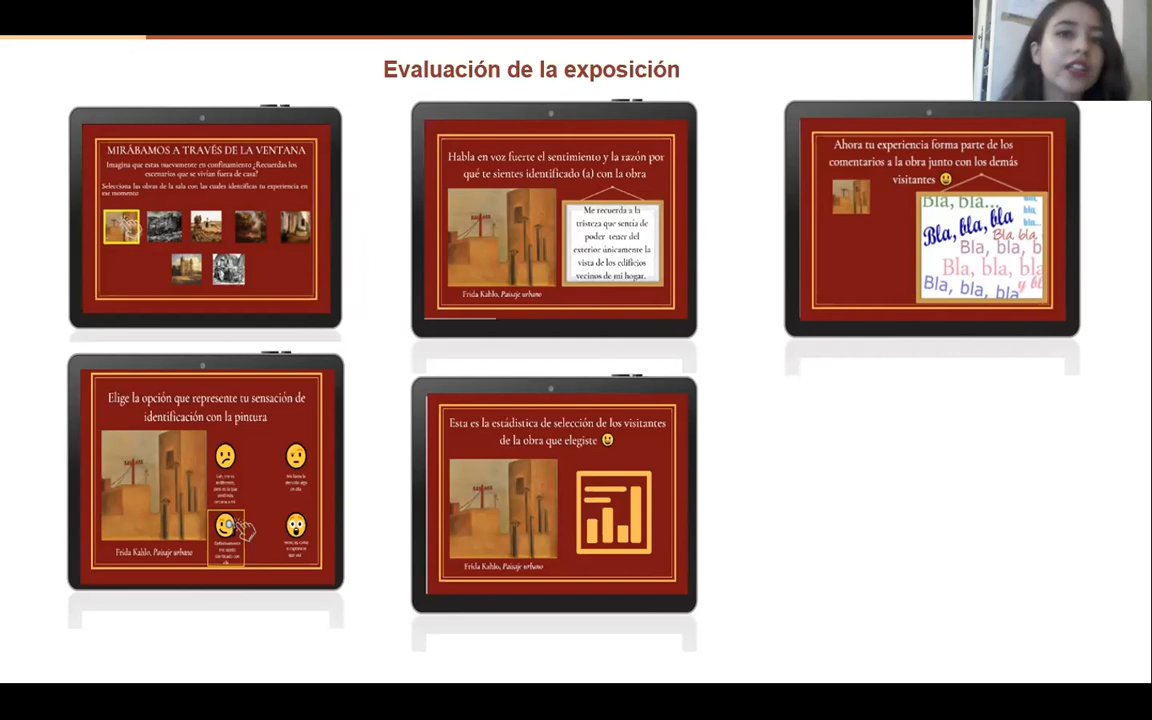 Evaluación de la exposición
MIRÁBAMOS A TRAVÉS DE LA VENTANA
Imagina que estas nuevamente en confinamiento ¿Recuerdas los
escenarios que se vivían fuera de casa?
Selecciona las obras de la sala con las cuales identificas tu experiencia en
ese momento
Habla en voz fuerte el sentimiento y la razón por
qué te sientes identificado (a) con la obra
Me recuerda a la
tristeza que sentía de
poder tener del
exterior únicamente la
vista de los edificios
vecinos de mi hogar.
Frida Kahlo, Paisaje urbano
Ahora tu experiencia forma parte de los
comentarios a la obra junto con los demás
visitantes
Bla, bla...
bla,
bla...
Bla, bla, bla
Bla, bla,
Bla, bla, b
Bla, bla, bla
Bla, bla, bla
y bl
Elige la opción que represente tu sensación de
identificación con la pintura
Frida Kahlo, Paisaje urbano
Esta es la estádistica de selección de los visitantes
de la obra que elegiste
Frida Kahlo, Paisaje urbano